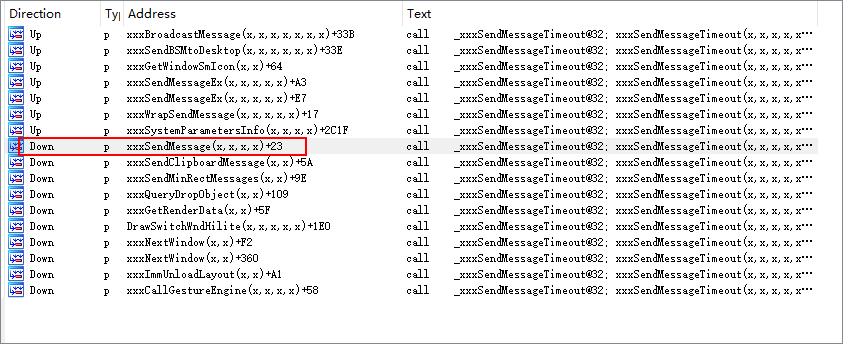 Direction Ty Address Text
Up p xxxBroadcastMessage(x,x,x,x,x,x,x)+33B call _xxxSendMessageTimeout@32; xxxSendMessageTimeout(x,x,x,x,x…
Up p xxxSendBSMtoDesktop(x,x,x,x)+33E call _xxxSendMessageTimeout@32; xxxSendMessageTimeout(x,x,x,x,x…
Up p xxxGetWindowSmIcon(x,x)+64 call _xxxSendMessageTimeout@32; xxxSendMessageTimeout(x,x,x,x,x…
Up p xxxSendMessageEx(x,x,x,x,x)+A3 call _xxxSendMessageTimeout@32; xxxSendMessageTimeout(x,x,x,x,x…
Up p xxxSendMessageEx(x,x,x,x,x)+E7 call _xxxSendMessageTimeout@32; xxxSendMessageTimeout(x,x,x,x,x…
Up p xxxWrapSendMessage(x,x,x,x,x)+17 call _xxxSendMessageTimeout@32; xxxSendMessageTimeout(x,x,x,x,x…
Up p xxxSystemParametersInfo(x,x,x,x)+2C1F call _xxxSendMessageTimeout@32; xxxSendMessageTimeout(x,x,x,x,x…
Down p xxxSendMessage(x,x,x,x)+23 call _xxxSendMessageTimeout@32; xxxSendMessageTimeout(x,x,x,x,x…
Down p xxxSendClipboardMessage(x,x)+5A call _xxxSendMessageTimeout@32; xxxSendMessageTimeout(x,x,x,x,x…
Down p xxxSendMinRectMessages(x,x)+9E call _xxxSendMessageTimeout@32; xxxSendMessageTimeout(x,x,x,x,x…
Down p xxxQueryDropObject(x,x)+109 call _xxxSendMessageTimeout@32; xxxSendMessageTimeout(x,x,x,x,x…
Down p xxxGetRenderData(x,x)+5F call _xxxSendMessageTimeout@32; xxxSendMessageTimeout(x,x,x,x,x…
Down p DrawSwitchWndHilite(x,x,x,x)+1E0 call _xxxSendMessageTimeout@32; xxxSendMessageTimeout(x,x,x,x,x…
Down p xxxNextWindow(x,x)+F2 call _xxxSendMessageTimeout@32; xxxSendMessageTimeout(x,x,x,x,x…
Down p xxxNextWindow(x,x)+360 call _xxxSendMessageTimeout@32; xxxSendMessageTimeout(x,x,x,x,x…
Down p xxxImmUnloadLayout(x,x)+A1 call _xxxSendMessageTimeout@32; xxxSendMessageTimeout(x,x,x,x,x…
Down p xxxCallGestureEngine(x,x,x,x)+58 call _xxxSendMessageTimeout@32; xxxSendMessageTimeout(x,x,x,x,x…